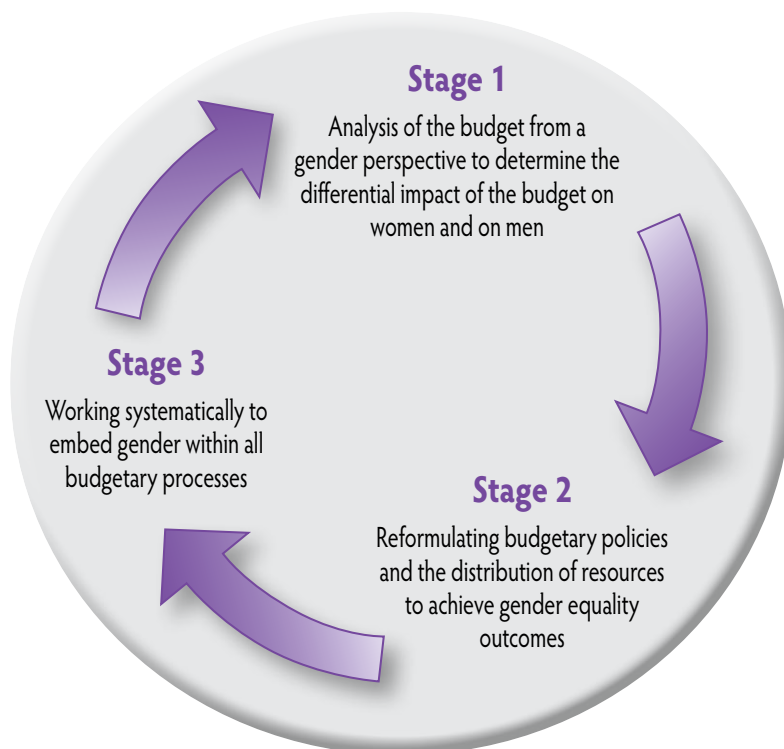 Stage 1
Analysis of the budget from a
gender perspective to determine the
differential impact of the budget on
women and on men
Stage 2
Reformulating budgetary policies
and the distribution of resources
to achieve gender equality
outcomes
Stage 3
Working systematically to
embed gender within all
budgetary processes